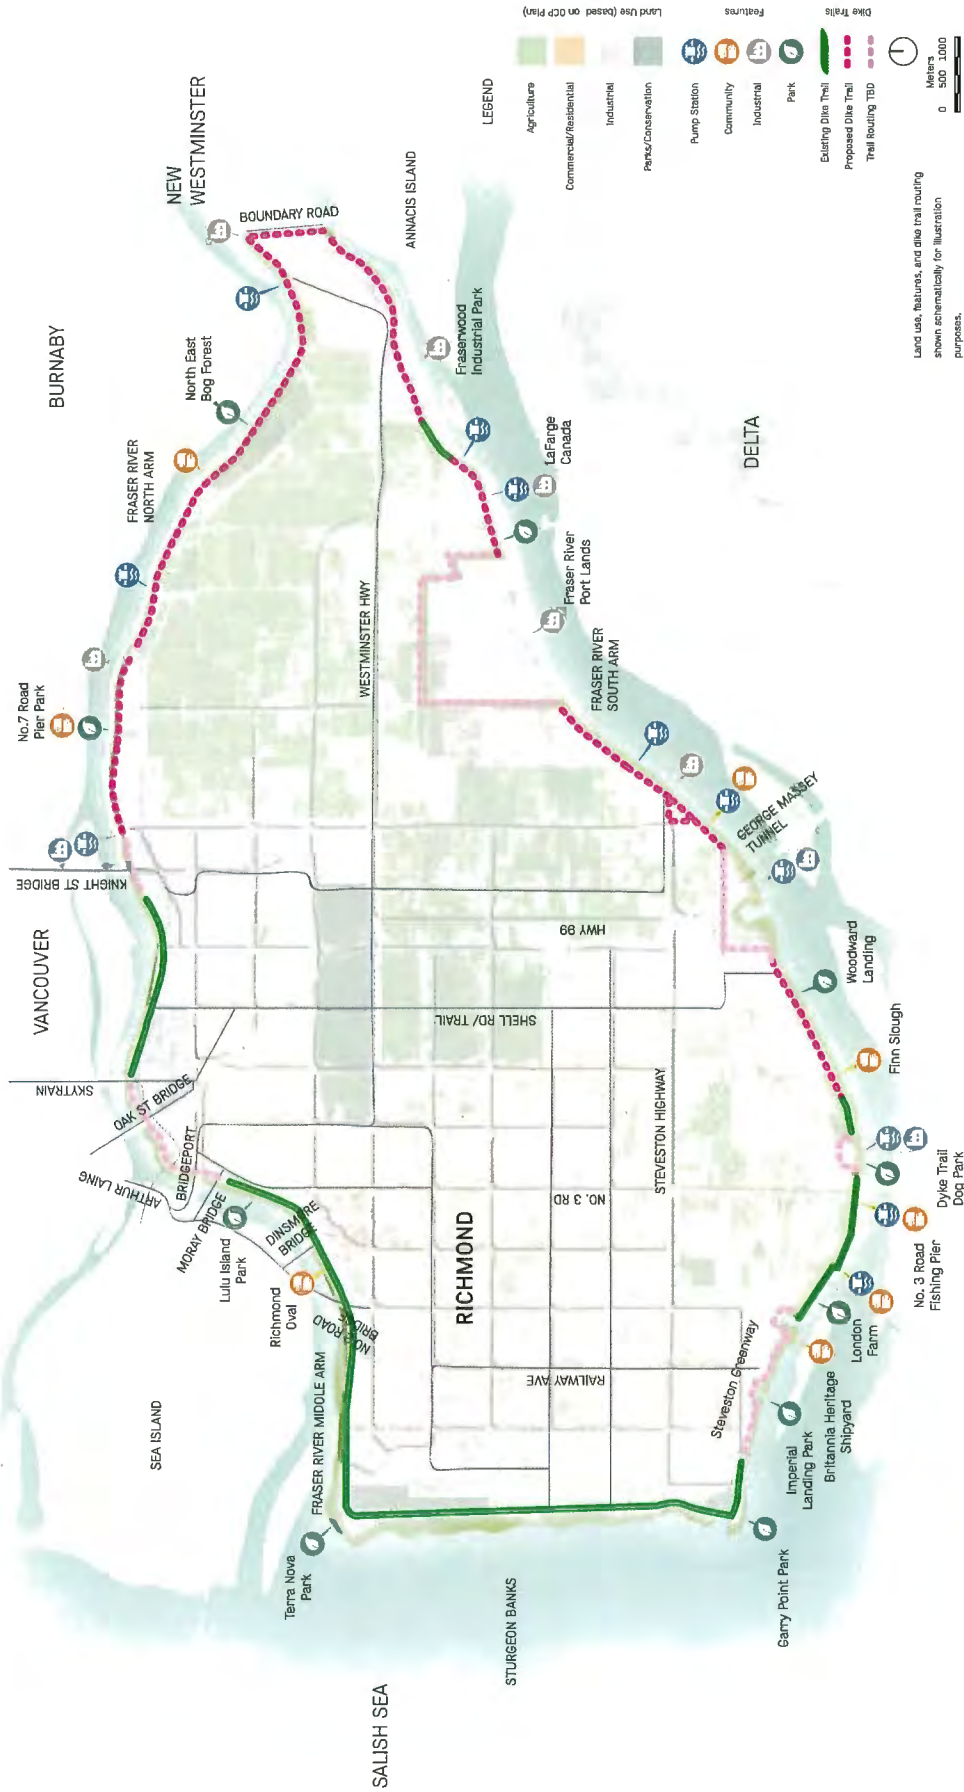 NEW
WESTMINSTER
BURNABY
BOUNDARY ROAD
ANNACIS ISLAND
North East
Bog Forest
FRASER RIVER
NORTH ARM
Fraserwood
Industrial Park
LaFarge
Canada
DELTA
Fraser River
Port Lands
No.7 Road
Pier Park
WESTMINSTER HWY
FRASER RIVER
SOUTH ARM
GEORGE MASSEY
TUNNEL
KNIGHT ST BRIDGE
VANCOUVER
HWY 99
Woodward
Landing
SHELL RD/ TRAIL
Finn Slough
SKYTRAIN
OAK ST BRIDGE
ARTHUR LAING
BRIDGEPORT
MORAY BRIDGE
DINSMORE
BRIDGE
Lulu Island
Park
Richmond
Oval
NO. 2 ROAD
BRIDGE
STEVESTON HIGHWAY
NO. 3 RD
RICHMOND
Dyke Trail
Dog Park
No. 3 Road
Fishing Pier
London
Farm
Britannia Heritage
Shipyard
Imperial
Landing Park
Steveston Greenway
RAILWAY AVE
SEA ISLAND
FRASER RIVER MIDDLE ARM
Terra Nova
Park
Garry Point Park
STURGEON BANKS
SALISH SEA
LEGEND
Land Use (based on OCP Plan)
Agriculture
Commercial/Residential
Industrial
Parks/Conservation
Features
Pump Station
Community
Industrial
Park
Dike Trails
Existing Dike Trail
Proposed Dike Trail
Trail Routing TBD
Meters
0 500 1000
Land use, features, and dike trail routing
shown schematically for illustration
purposes.